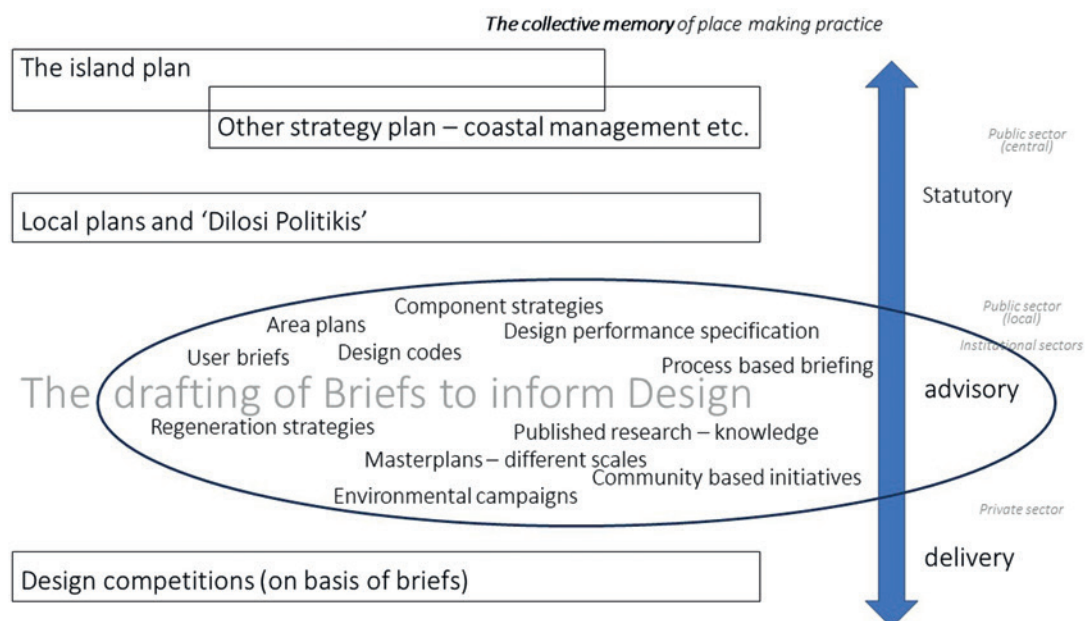 The collective memory of place making practice
The island plan
Other strategy plan – coastal management etc.
Public sector
(central)
Statutory
Local plans and ‘Dilosi Politikis’
Component strategies
Public sector
(local)
Area plans
Design performance specification
User briefs
Design codes
Institutional sectors
Process based briefing
The drafting of Briefs to inform Design
advisory
Regeneration strategies
Published research – knowledge
Masterplans – different scales
Community based initiatives
Environmental campaigns
Private sector
delivery
Design competitions (on basis of briefs)